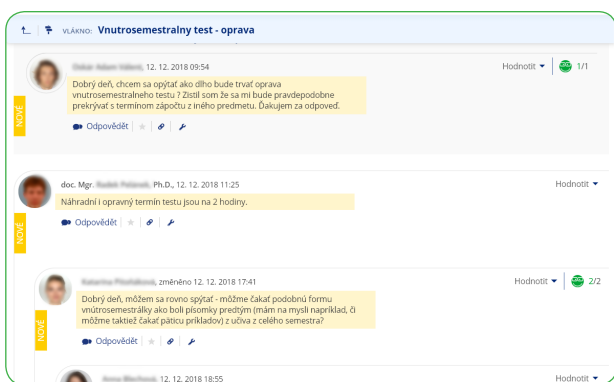 VLÁKNO: Vnutrosemestralny test - oprava
12. 12. 2018 09:54
Hodnotit 1/1
Dobrý deň, chcem sa opýtať ako dlho bude trvať oprava
vnutrosemestralneho testu ? Zistil som že sa mi bude pravdepodobne
prekrývať s termínom zápočtu z iného predmetu. Ďakujem za odpoveď.
NOVÉ
Odpovědět
doc. Mgr. Ph.D., 12. 12. 2018 11:25
Hodnotit
Náhradní i opravný termín testu jsou na 2 hodiny.
NOVÉ
Odpovědět
změněno 12. 12. 2018 17:41
Hodnotit 2/2
Dobrý deň, môžem sa rovno spýtať - môžme čakať podobnú formu
vnútrosemestrálky ako boli písomky predtým (mám na mysli napríklad, či
môžme taktiež čakať päticu príkladov) z učiva z celého semestra?
NOVÉ
Odpovědět
12. 12. 2018 18:55
Hodnotit